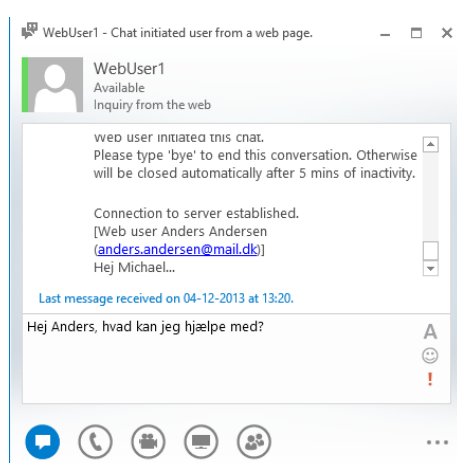 WebUser1 - Chat initiated user from a web page.
WebUser1
Available
Inquiry from the web
Web user initiated this chat.
Please type 'bye' to end this conversation. Otherwise
will be closed automatically after 5 mins of inactivity.
Connection to server established.
[Web user Anders Andersen
(anders.andersen@mail.dk)]
Hej Michael...
Last message received on 04-12-2013 at 13:20.
Hej Anders, hvad kan jeg hjælpe med?
A
!